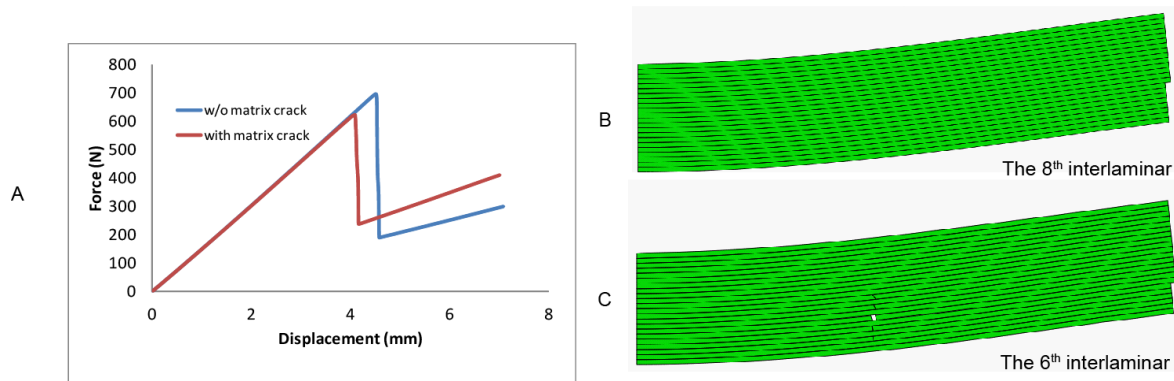 A
800
700
600
500
400
300
200
100
0
Force (N)
w/o matrix crack
with matrix crack
0 2 4 6 8
Displacement (mm)
B
The 8th interlaminar
C
The 6th interlaminar